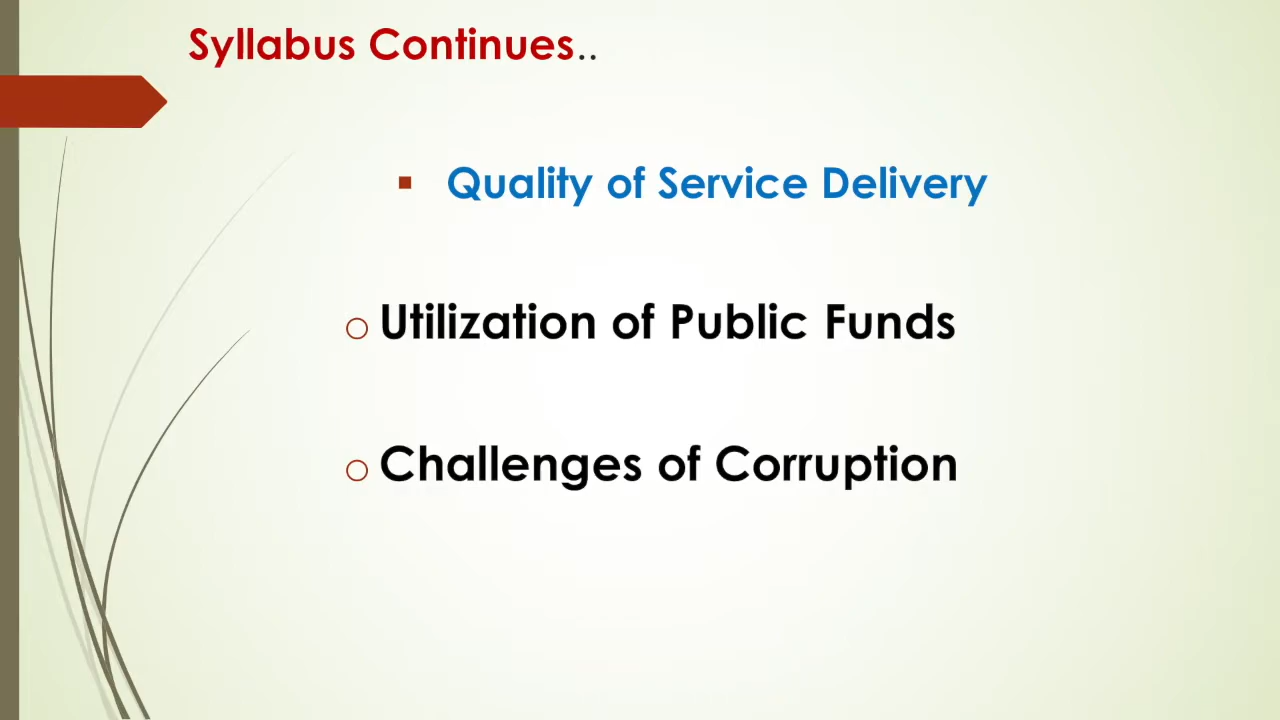 Syllabus Continues..
▪ Quality of Service Delivery
o Utilization of Public Funds
o Challenges of Corruption